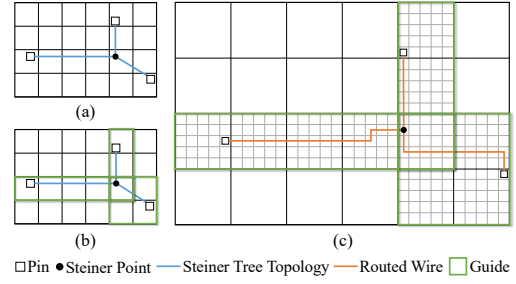 (a)
(b)
(c)
Pin Steiner Point Steiner Tree Topology Routed Wire Guide